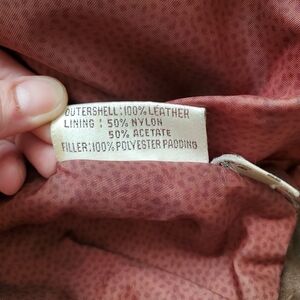 OUTERSHELL:100% LEATHER
LINING : 50% NYLON
50% ACETATE
FILLER:100% POLYESTER PADDING